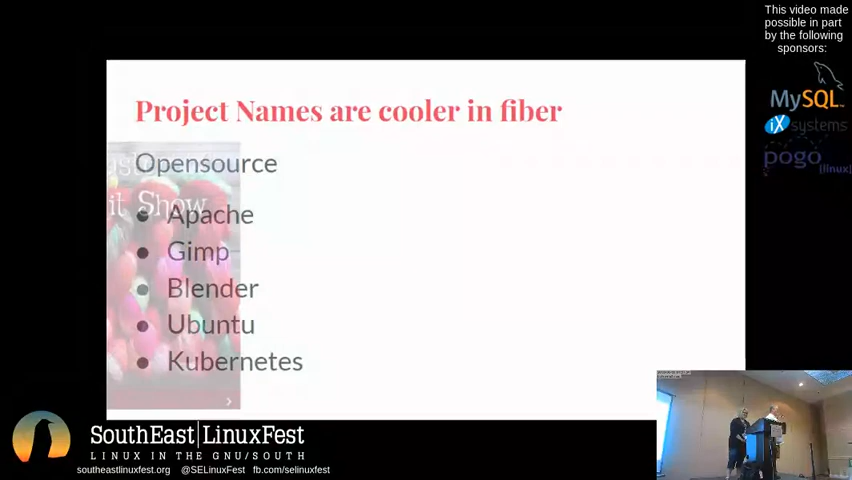 This video made
possible in part
by the following
sponsors:
MySQL
iX systems
pogo
[linux]
Project Names are cooler in fiber
Opensource
it Show
● Apache
● Gimp
● Blender
● Ubuntu
● Kubernetes
SouthEast|LinuxFest
LINUX IN THE GNU/SOUTH
southeastlinuxfest.org @SELinuxFest fb.com/selinuxfest